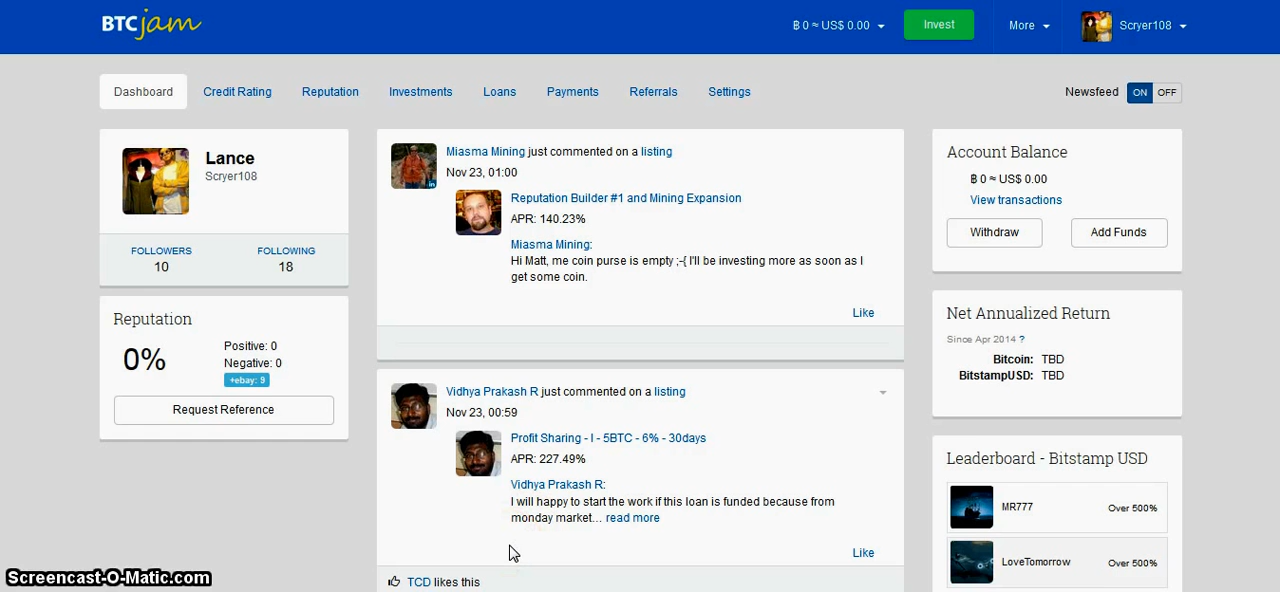 BTCjam
฿ 0 ≈ US$ 0.00
Invest
More
Scryer108
Dashboard
Credit Rating
Reputation
Investments
Loans
Payments
Referrals
Settings
Newsfeed
ON
OFF
Lance
Scryer108
FOLLOWERS
10
FOLLOWING
18
Reputation
0%
Positive: 0
Negative: 0
+ebay: 9
Request Reference
Miasma Mining just commented on a listing
Nov 23, 01:00
Reputation Builder #1 and Mining Expansion
APR: 140.23%
Miasma Mining:
Hi Matt, me coin purse is empty ;-{ I'll be investing more as soon as I
get some coin.
Like
Vidhya Prakash R just commented on a listing
Nov 23, 00:59
Profit Sharing - I - 5BTC - 6% - 30days
APR: 227.49%
Vidhya Prakash R:
I will happy to start the work if this loan is funded because from
monday market... read more
Like
TCD likes this
Account Balance
฿ 0 ≈ US$ 0.00
View transactions
Withdraw
Add Funds
Net Annualized Return
Since Apr 2014 ?
Bitcoin: TBD
BitstampUSD: TBD
Leaderboard - Bitstamp USD
MR777
Over 500%
LoveTomorrow
Over 500%
Screencast-O-Matic.com